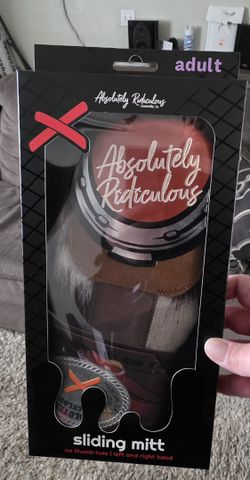 adult
Absolutely Ridiculous
Absolutely
Ridiculous
sliding mitt
no thumb hole | left and right hand